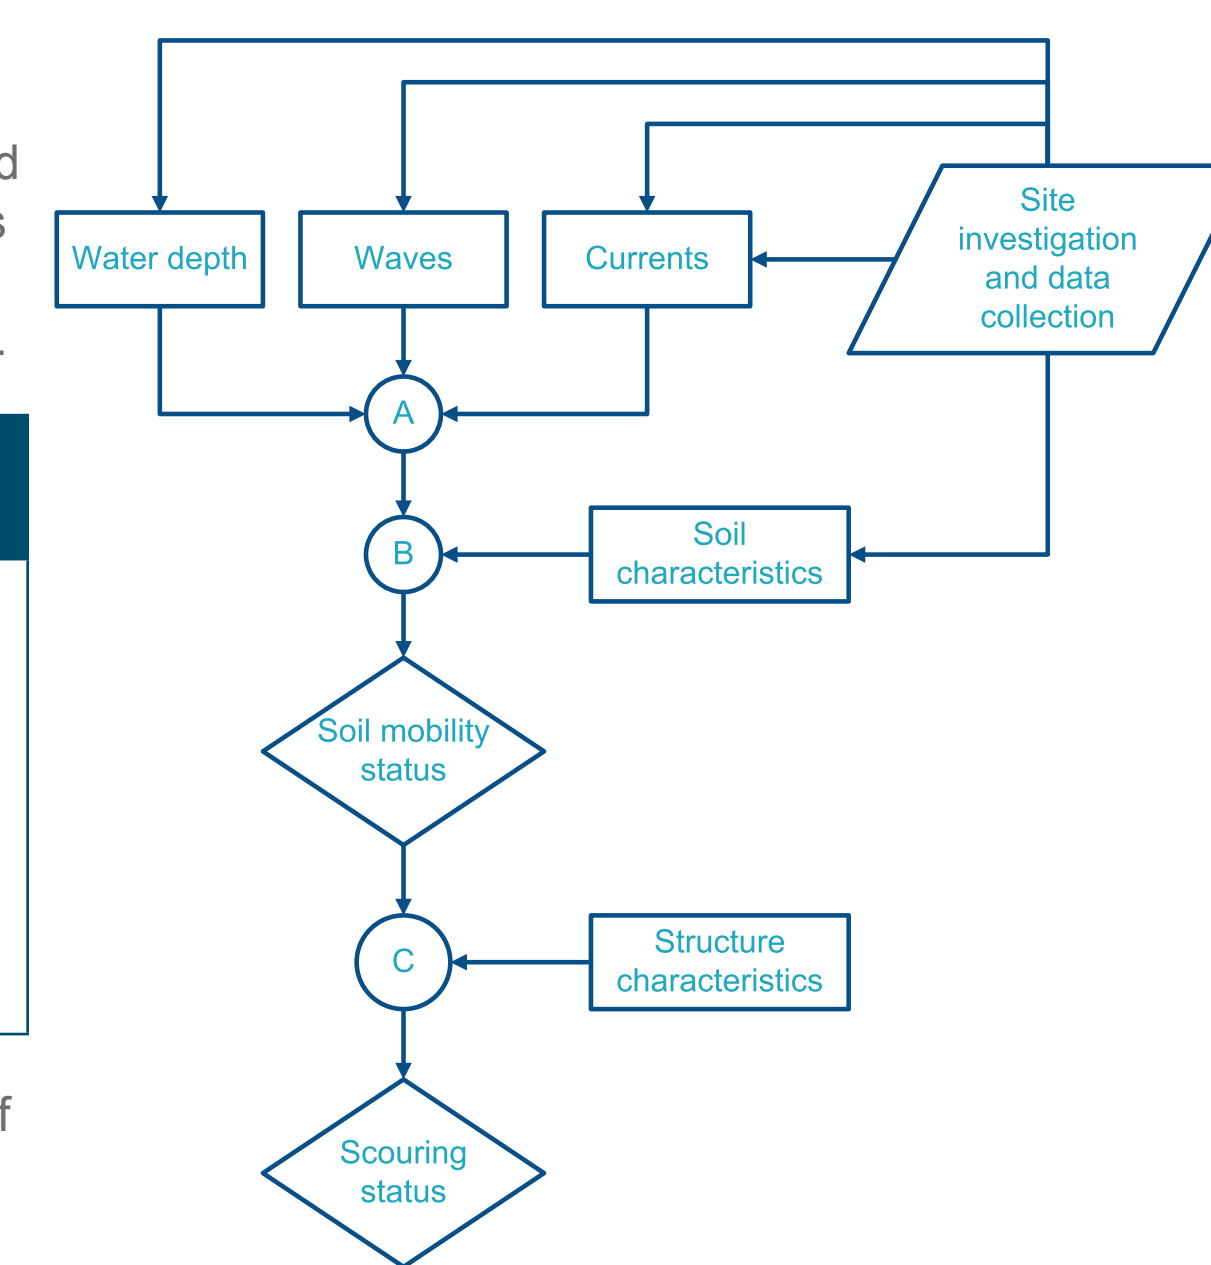 d
s
.
Site
investigation
and data
collection
Water depth
Waves
Currents
A
B
Soil
characteristics
Soil mobility
status
C
Structure
characteristics
f
Scouring
status